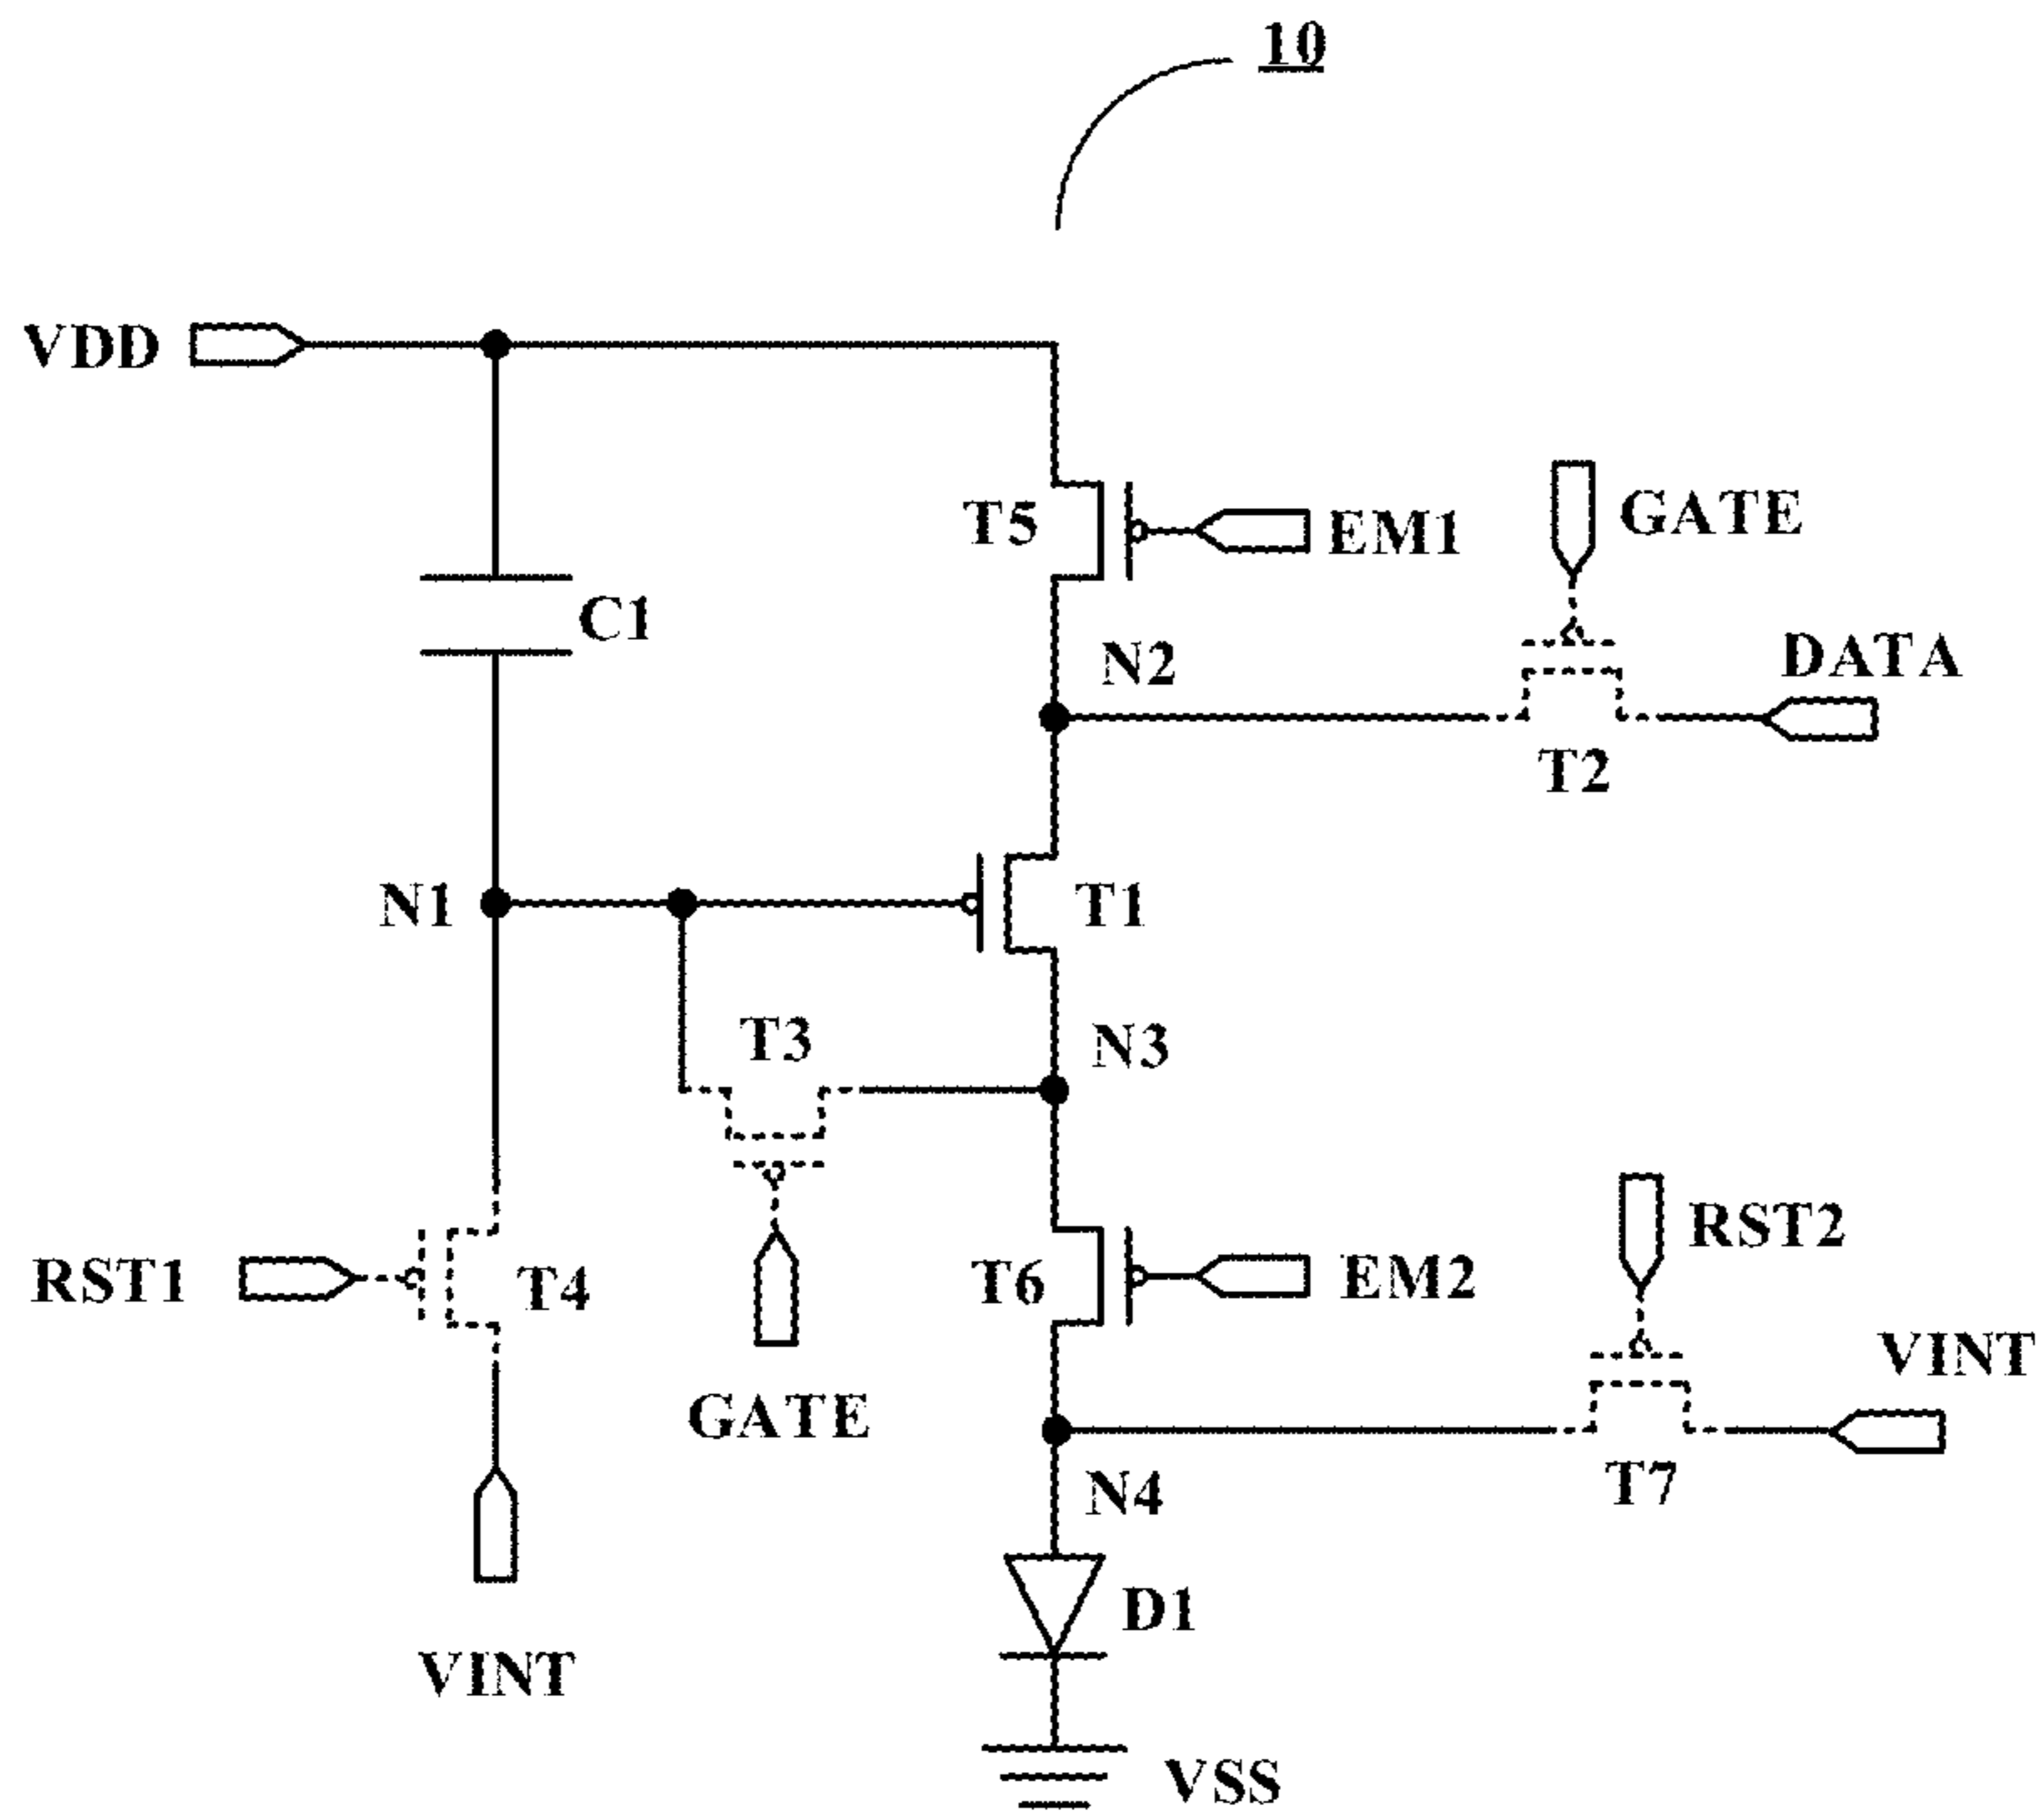 10
VDD
T5
EM1
GATE
C1
N2
DATA
T2
N1
T1
T3
N3
RST1
T4
T6
EM2
RST2
VINT
GATE
N4
T7
D1
VINT
VSS